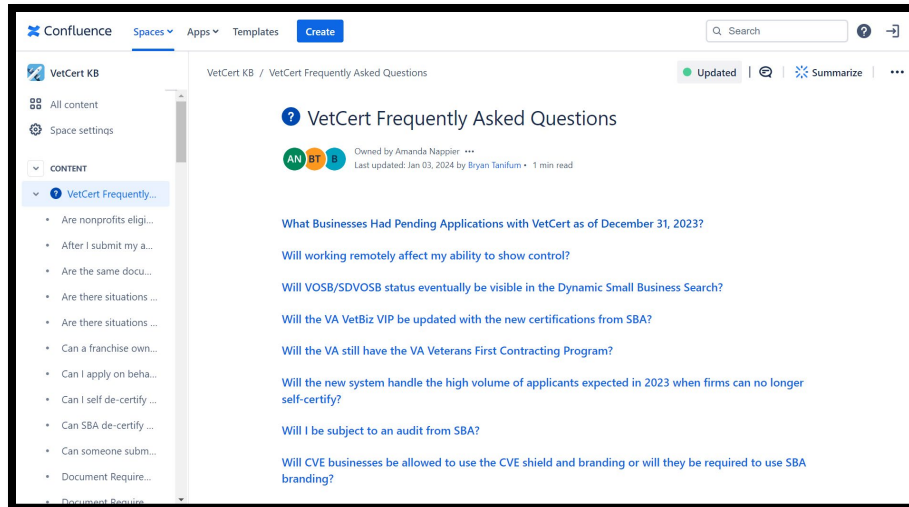 Confluence Spaces Apps Templates Create Search
VetCert KB
All content
Space settings
CONTENT
VetCert Frequently...
Are nonprofits eligi...
After I submit my a...
Are the same docu...
Are there situations ...
Are there situations ...
Can a franchise own...
Can I apply on beha...
Can I self de-certify ...
Can SBA de-certify ...
Can someone subm...
Document Require...
Document Require...
VetCert KB / VetCert Frequently Asked Questions
Updated Summarize
VetCert Frequently Asked Questions
AN BT B
Owned by Amanda Nappier
Last updated: Jan 03, 2024 by Bryan Tanifum • 1 min read
What Businesses Had Pending Applications with VetCert as of December 31, 2023?
Will working remotely affect my ability to show control?
Will VOSB/SDVOSB status eventually be visible in the Dynamic Small Business Search?
Will the VA VetBiz VIP be updated with the new certifications from SBA?
Will the VA still have the VA Veterans First Contracting Program?
Will the new system handle the high volume of applicants expected in 2023 when firms can no longer
self-certify?
Will I be subject to an audit from SBA?
Will CVE businesses be allowed to use the CVE shield and branding or will they be required to use SBA
branding?